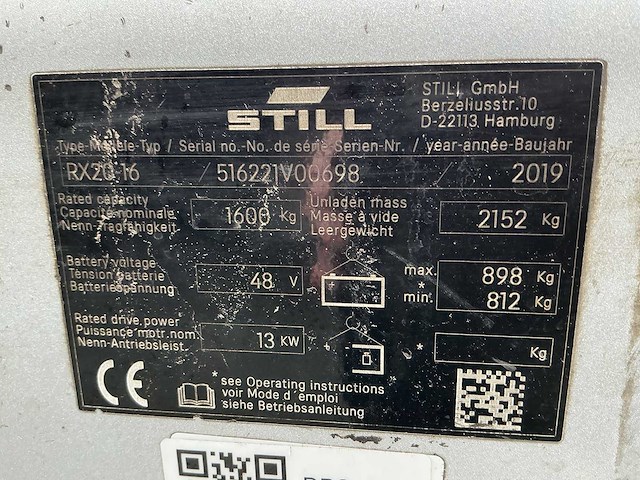 STILL
STILL GmbH
Berzeliusstr.10
D-22113 Hamburg
Type-Modèle-Typ / Serial no.-No. de série-Serien-Nr. / year-année-Baujahr
RX20-16 / 516221V00698 / 2019
Rated capacity
Capacité nominale
Nenn-Tragfähigkeit
1600 Kg
Unladen mass
Masse à vide
Leergewicht
2152 Kg
Battery voltage
Tension batterie
Batteriespannung
48 V
max. 898 Kg
*
min. 812 Kg
Rated drive power
Puissance motr.nom.
Nenn-Antriebsleist.
13 KW
* Kg
CE
*see Operating instructions
voir Mode d'emploi
siehe Betriebsanleitung